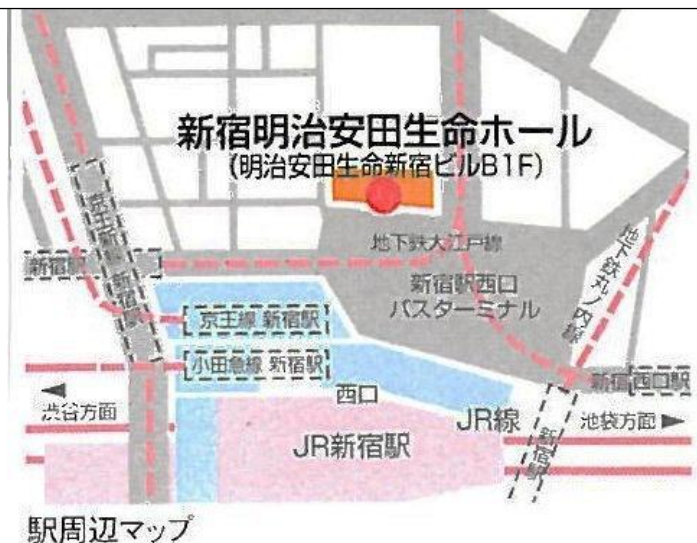 新宿明治安田生命ホール
(明治安田生命新宿ビルB1F)
地下鉄大江戸線
地下鉄丸ノ内線
新宿駅
京王新線 新宿駅
新宿駅西口
バスターミナル
京王線 新宿駅
小田急線 新宿駅
新宿西口駅
西口
渋谷方面
JR線
池袋方面
新宿駅
JR新宿駅
駅周辺マップ